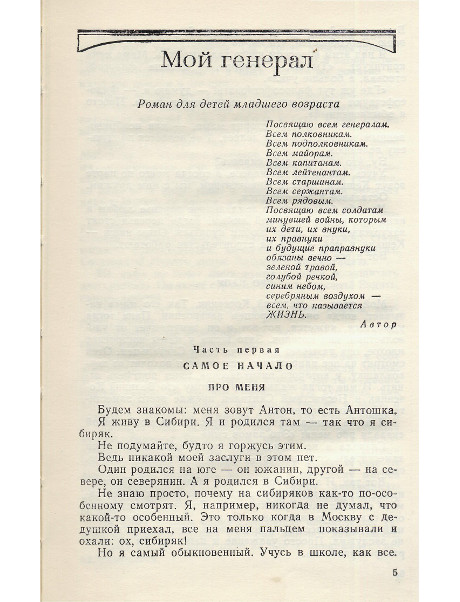 Мой генерал
Роман для детей младшего возраста
Посвящаю всем генералам.
Всем полковникам.
Всем подполковникам.
Всем майорам.
Всем капитанам.
Всем лейтенантам.
Всем старшинам.
Всем сержантам.
Всем рядовым.
Посвящаю всем солдатам
минувшей войны, которым
их дети, их внуки,
их правнуки
и будущие праправнуки
обязаны вечно —
зеленой травой,
голубой речкой,
синим небом,
серебряным воздухом —
всем, что называется
ЖИЗНЬ.
Автор
Часть первая
САМОЕ НАЧАЛО
ПРО МЕНЯ
Будем знакомы: меня зовут Антон, то есть Антошка.
Я живу в Сибири. Я и родился там — так что я си-
биряк.
Не подумайте, будто я горжусь этим.
Ведь никакой моей заслуги в этом нет.
Один родился на юге — он южанин, другой — на се-
вере, он северянин. А я родился в Сибири.
Не знаю просто, почему на сибиряков как-то по-осо-
бенному смотрят. Я, например, никогда не думал, что
какой-то особенный. Это только когда в Москву с де-
душкой приехал, все на меня пальцем показывали и
охали: ох, сибиряк!
Но я самый обыкновенный. Учусь в школе, как все.
5